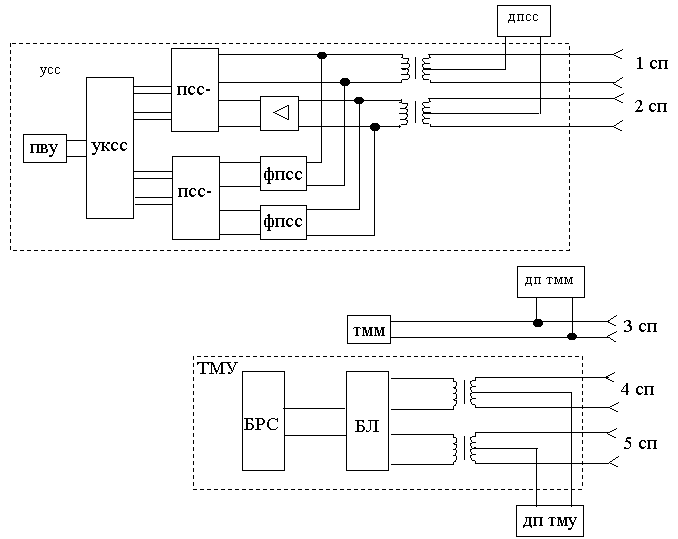 дпсс
усс
1 сп
псс-
2 сп
пву
уксс
фпсс
псс-
фпсс
дп тмм
тмм
3 сп
ТМУ
4 сп
БРС
БЛ
5 сп
дп тму